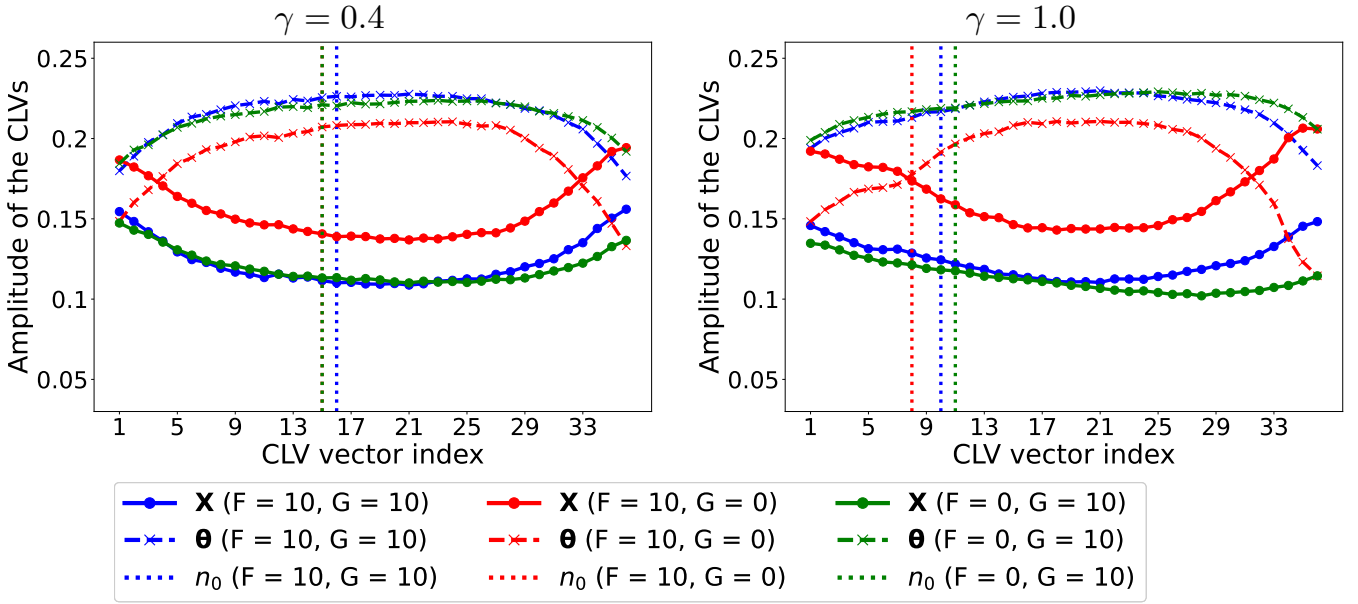 γ = 0.4
γ = 1.0
Amplitude of the CLVs
0.25
0.2
0.15
0.1
0.05
1 5 9 13 17 21 25 29 33
CLV vector index
Amplitude of the CLVs
0.25
0.2
0.15
0.1
0.05
1 5 9 13 17 21 25 29 33
CLV vector index
X (F = 10, G = 10)
X (F = 10, G = 0)
X (F = 0, G = 10)
θ (F = 10, G = 10)
θ (F = 10, G = 0)
θ (F = 0, G = 10)
n₀ (F = 10, G = 10)
n₀ (F = 10, G = 0)
n₀ (F = 0, G = 10)